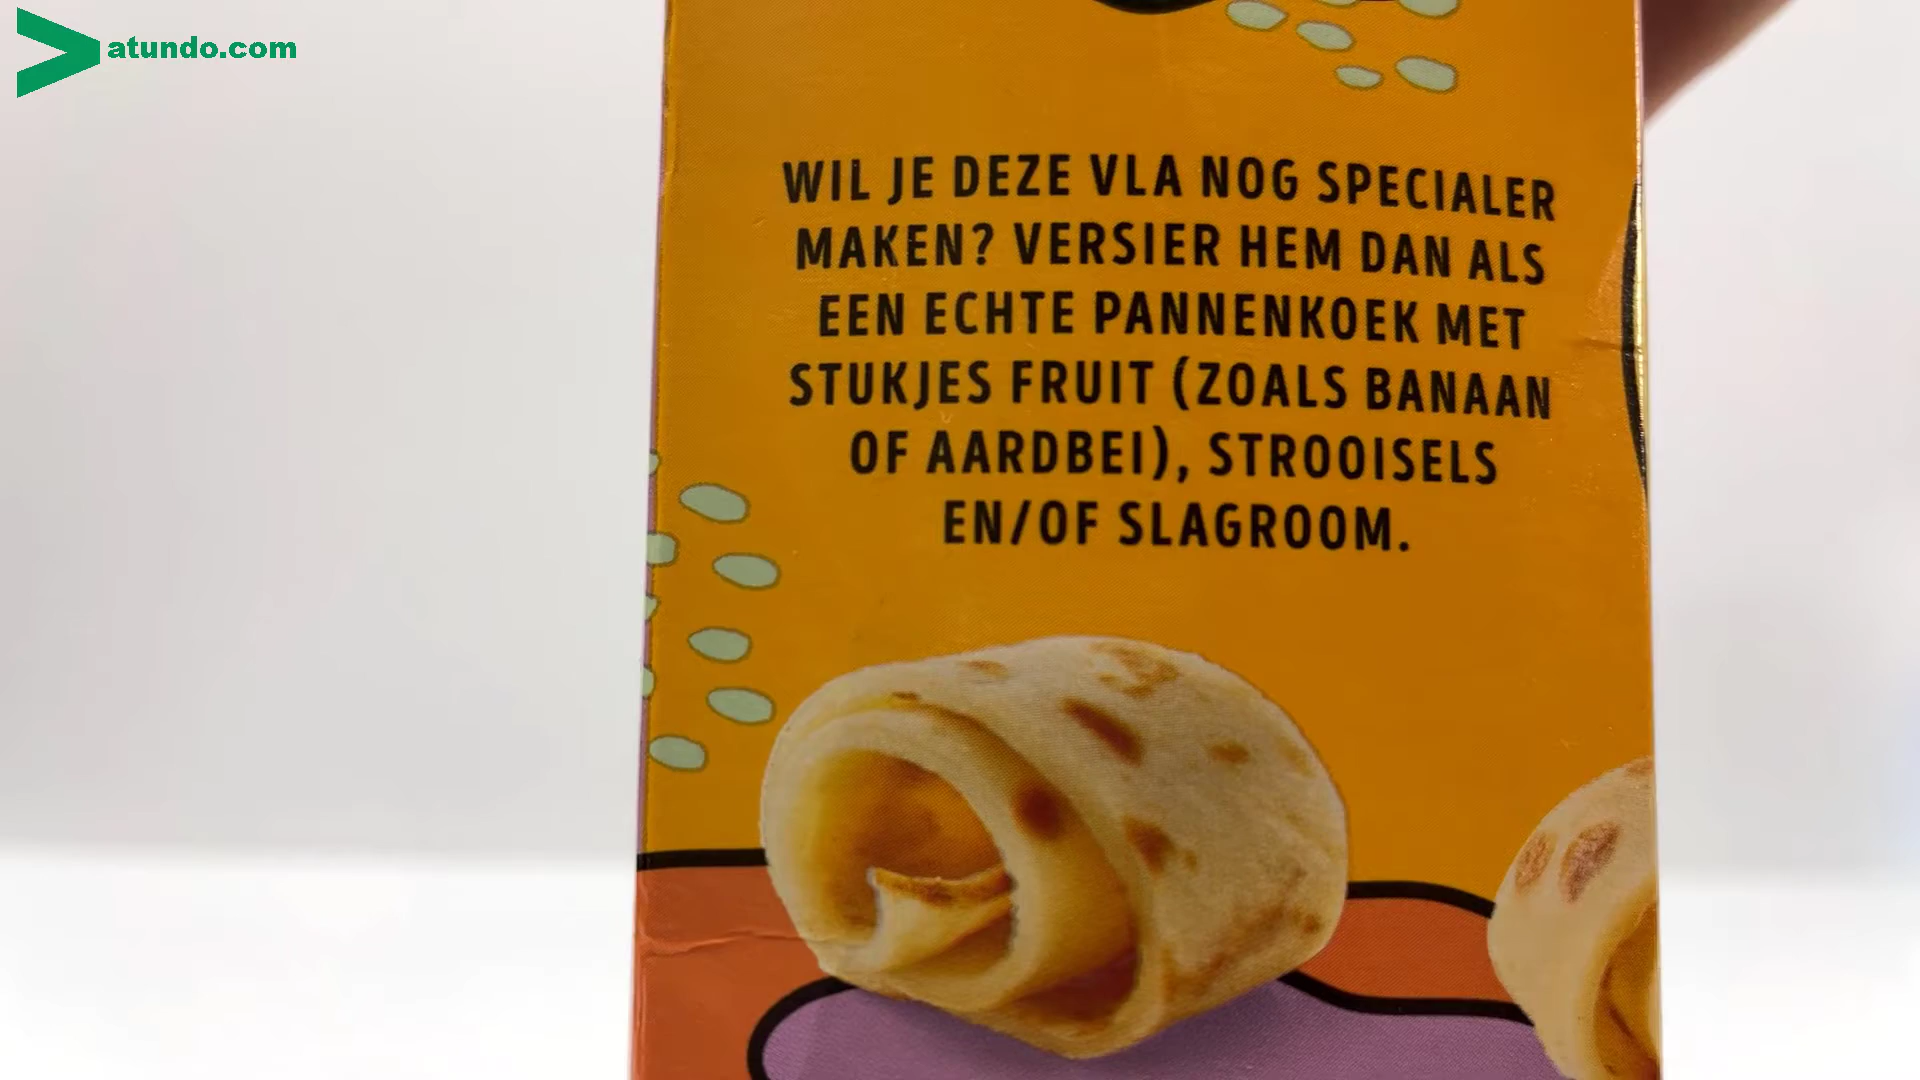 atundo.com
WIL JE DEZE VLA NOG SPECIALER
MAKEN? VERSIER HEM DAN ALS
EEN ECHTE PANNENKOEK MET
STUKJES FRUIT (ZOALS BANAAN
OF AARDBEI), STROOISELS
EN/OF SLAGROOM.